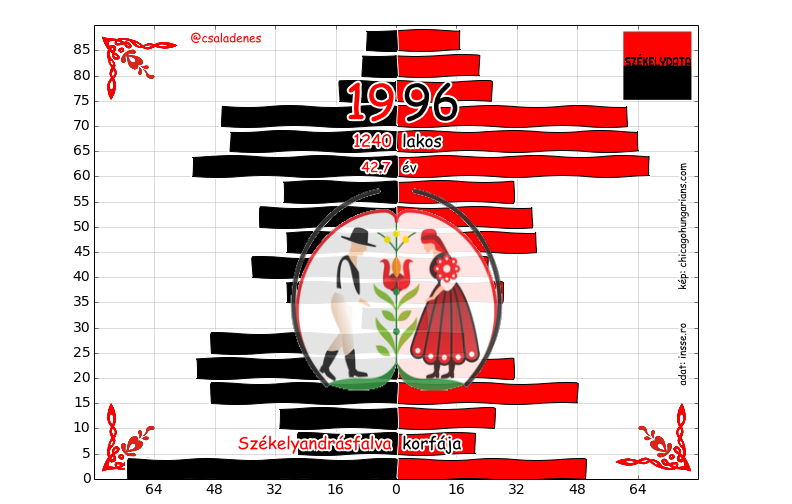 @csaladenes
SZÉKELYDATA
1996
1240 lakos
42.7 év
kép: chicagohungarians.com
adat: insse.ro
Székelyandrásfalva korfája
85
80
75
70
65
60
55
50
45
40
35
30
25
20
15
10
5
0
64 48 32 16 0 16 32 48 64